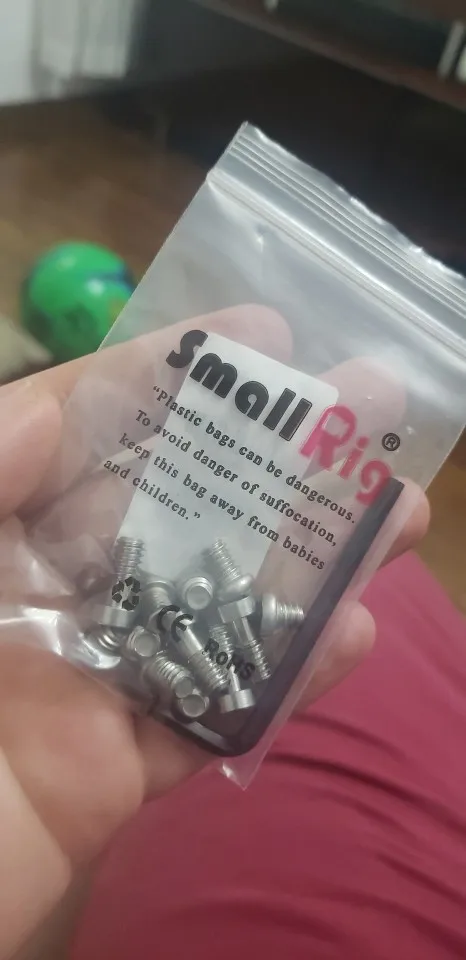 SmallRig®
“Plastic bags can be dangerous.
To avoid danger of suffocation,
keep this bag away from babies
and children.”
CE
RoHS